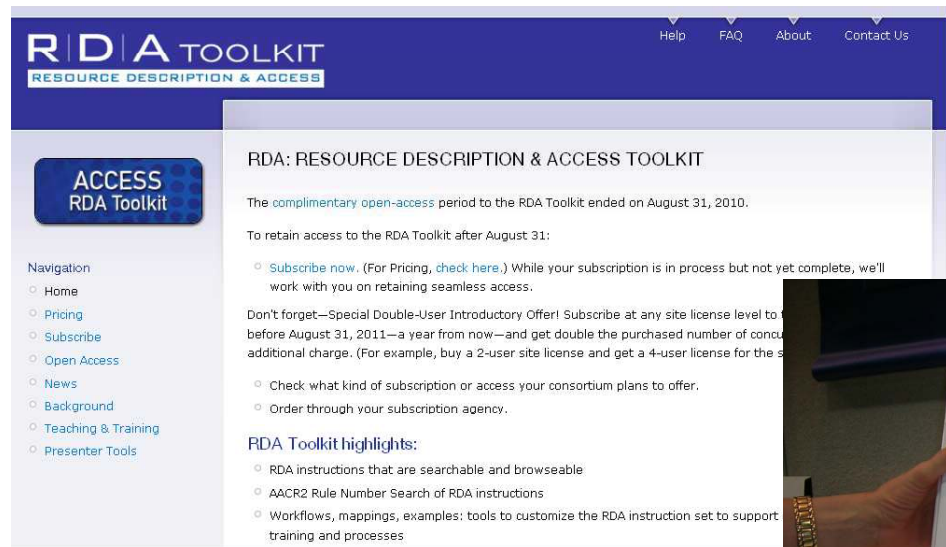 Help FAQ About Contact Us
R|D|A TOOLKIT
RESOURCE DESCRIPTION & ACCESS
ACCESS
RDA Toolkit
Navigation
Home
Pricing
Subscribe
Open Access
News
Background
Teaching & Training
Presenter Tools
RDA: RESOURCE DESCRIPTION & ACCESS TOOLKIT
The complimentary open-access period to the RDA Toolkit ended on August 31, 2010.
To retain access to the RDA Toolkit after August 31:
Subscribe now. (For Pricing, check here.) While your subscription is in process but not yet complete, we'll
work with you on retaining seamless access.
Don't forget—Special Double-User Introductory Offer! Subscribe at any site license level to
before August 31, 2011—a year from now—and get double the purchased number of
additional charge. (For example, buy a 2-user site license and get a 4-user license for the
Check what kind of subscription or access your consortium plans to offer.
Order through your subscription agency.
RDA Toolkit highlights:
RDA instructions that are searchable and browseable
AACR2 Rule Number Search of RDA instructions
Workflows, mappings, examples: tools to customize the RDA instruction set to support
training and processes